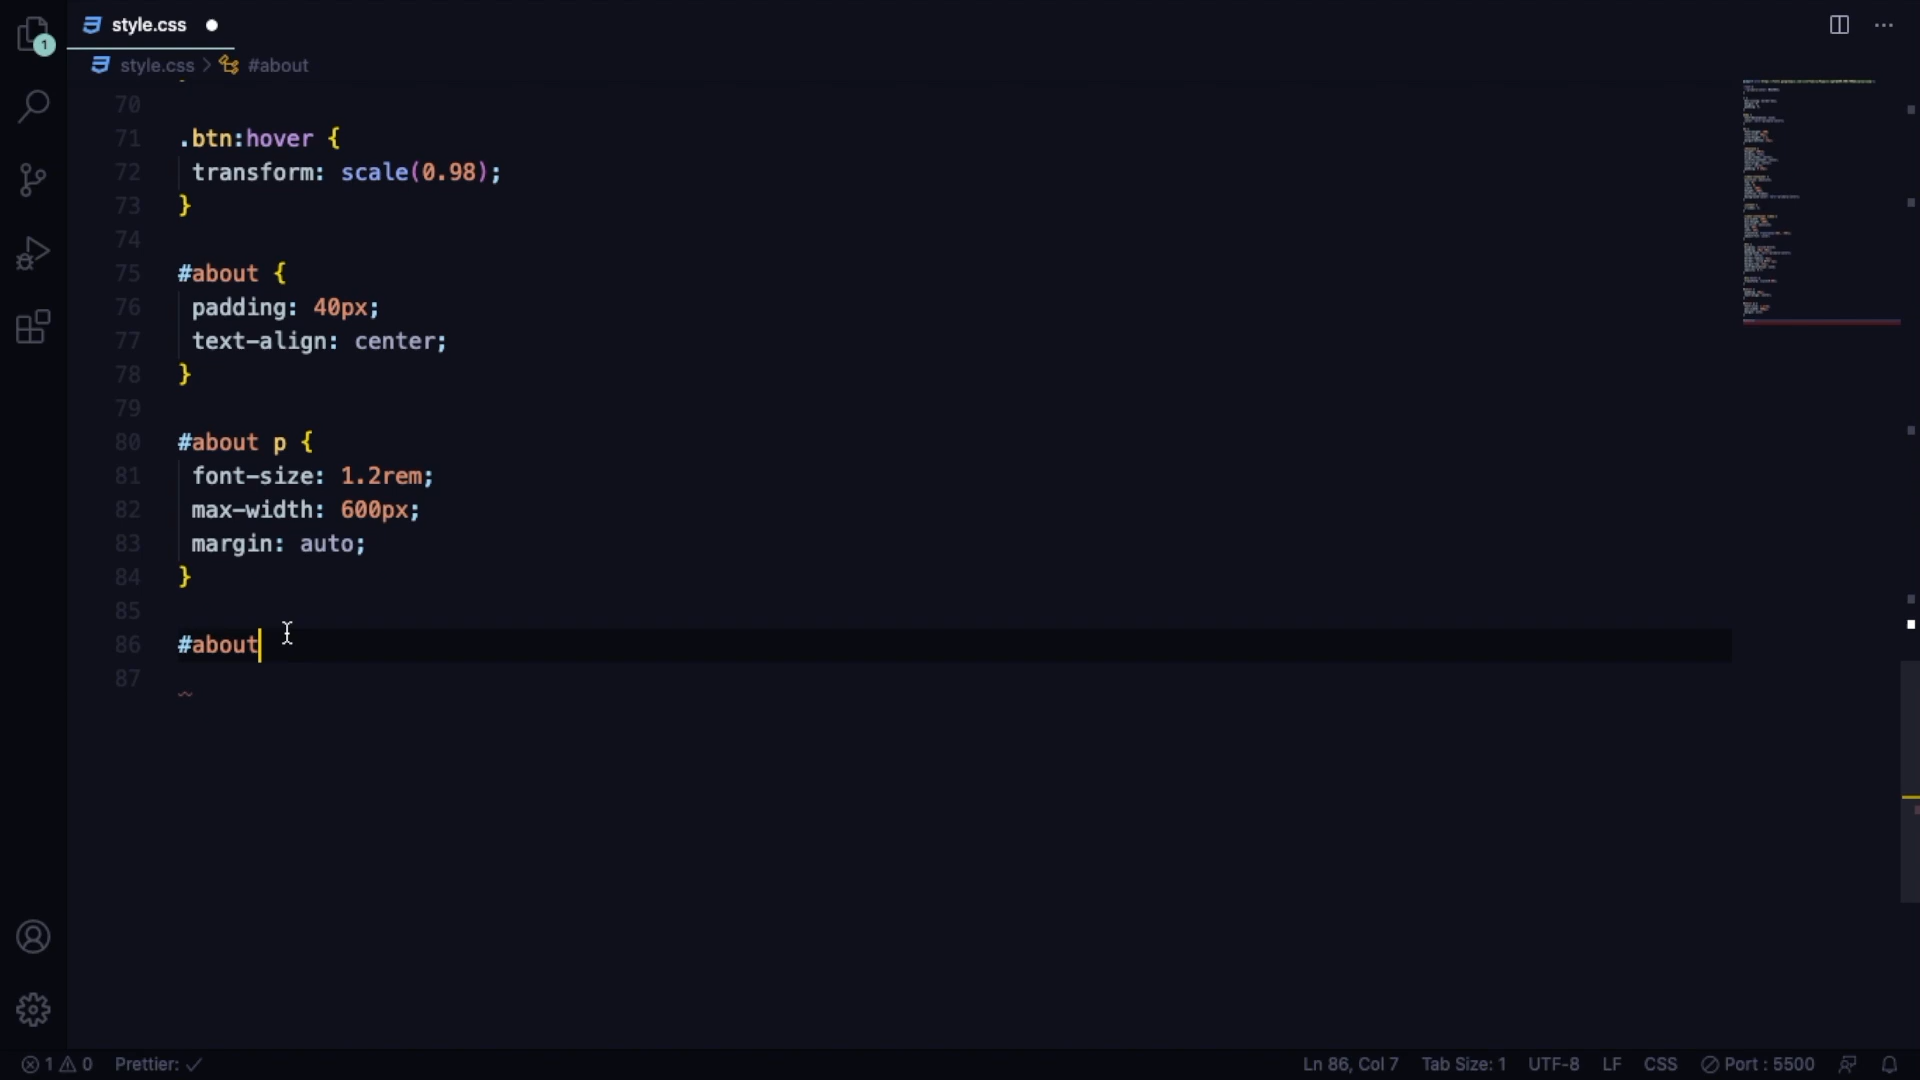 style.css
style.css > #about
70
71 .btn:hover {
72 transform: scale(0.98);
73 }
74
75 #about {
76 padding: 40px;
77 text-align: center;
78 }
79
80 #about p {
81 font-size: 1.2rem;
82 max-width: 600px;
83 margin: auto;
84 }
85
86 #about
87
1
1 0 Prettier: ✓ Ln 86, Col 7 Tab Size: 1 UTF-8 LF CSS Port : 5500